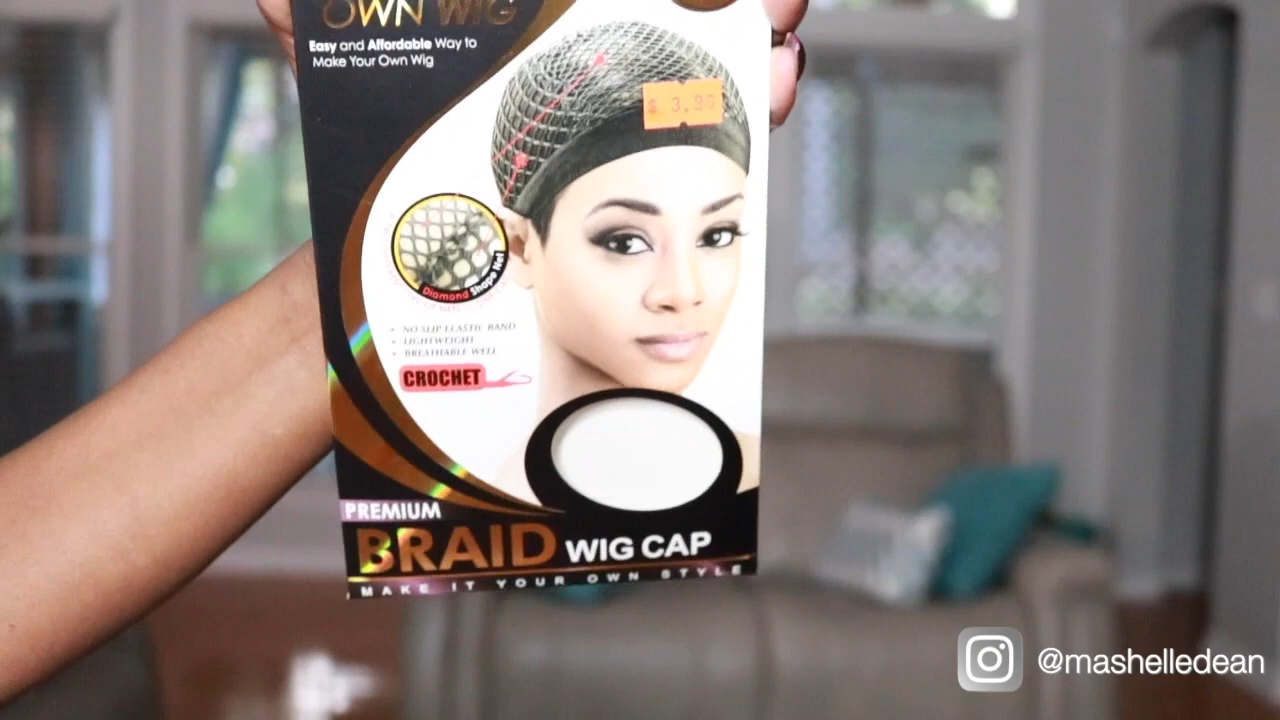 OWN WIG
Easy and Affordable Way to
Make Your Own Wig
$ 3.99
Diamond Shape Net
• NO SLIP ELASTIC BAND
• LIGHTWEIGHT
• BREATHABLE WELL
CROCHET
PREMIUM
BRAID WIG CAP
MAKE IT YOUR OWN STYLE
@mashelledean